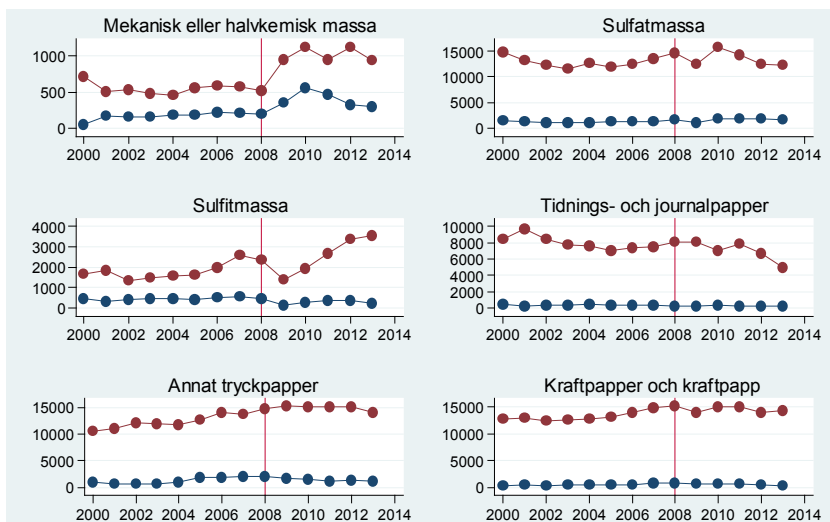 Mekanisk eller halvkemisk massa
1000
500
0
2000 2002 2004 2006 2008 2010 2012 2014
Sulfatmassa
15000
10000
5000
0
2000 2002 2004 2006 2008 2010 2012 2014
Sulfitmassa
4000
3000
2000
1000
0
2000 2002 2004 2006 2008 2010 2012 2014
Tidnings- och journalpapper
10000
8000
6000
4000
2000
0
2000 2002 2004 2006 2008 2010 2012 2014
Annat tryckpapper
15000
10000
5000
0
2000 2002 2004 2006 2008 2010 2012 2014
Kraftpapper och kraftpapp
15000
10000
5000
0
2000 2002 2004 2006 2008 2010 2012 2014